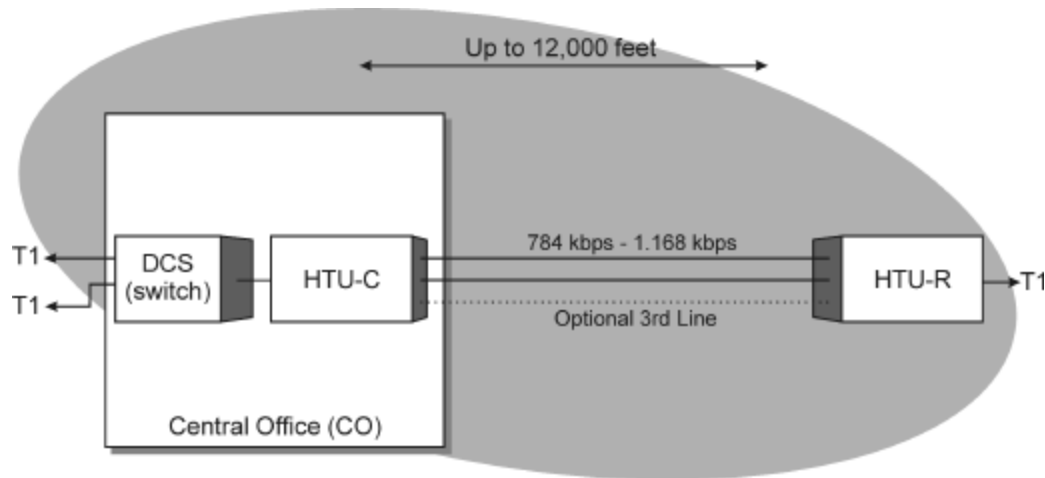 Up to 12,000 feet
T1
T1
DCS
(switch)
HTU-C
784 kbps - 1.168 kbps
Optional 3rd Line
HTU-R
T1
Central Office (CO)